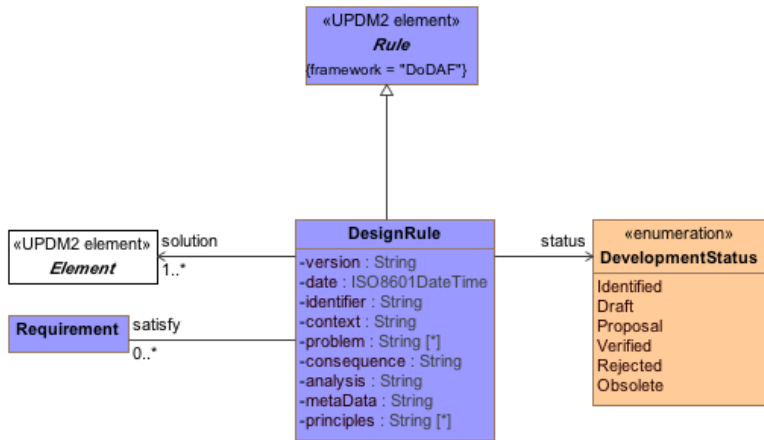 «UPDM2 element»
Rule
{framework = "DoDAF"}
«UPDM2 element»
Element
solution
1..*
Requirement
satisfy
0..*
DesignRule
-version : String
-date : ISO8601DateTime
-identifier : String
-context : String
-problem : String [*]
-consequence : String
-analysis : String
-metaData : String
-principles : String [*]
status
«enumeration»
DevelopmentStatus
Identified
Draft
Proposal
Verified
Rejected
Obsolete